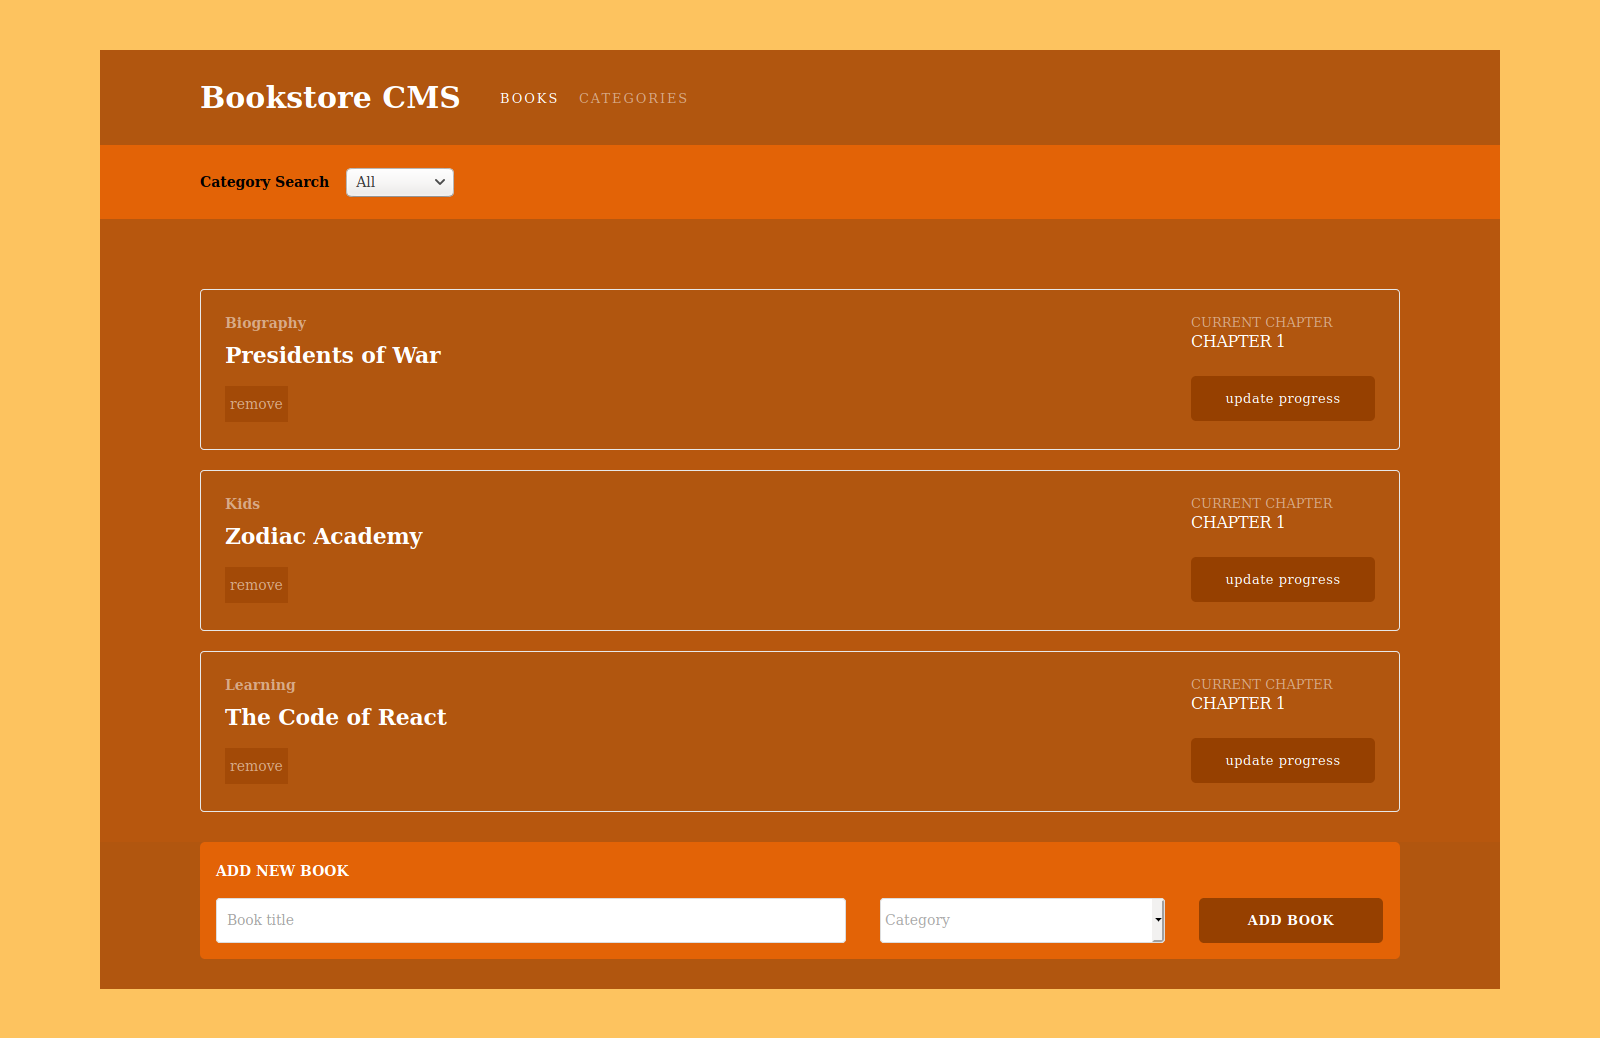 Bookstore CMS BOOKS CATEGORIES
Category Search All
Biography
Presidents of War
remove
CURRENT CHAPTER
CHAPTER 1
update progress
Kids
Zodiac Academy
remove
CURRENT CHAPTER
CHAPTER 1
update progress
Learning
The Code of React
remove
CURRENT CHAPTER
CHAPTER 1
update progress
ADD NEW BOOK
Book title Category ADD BOOK